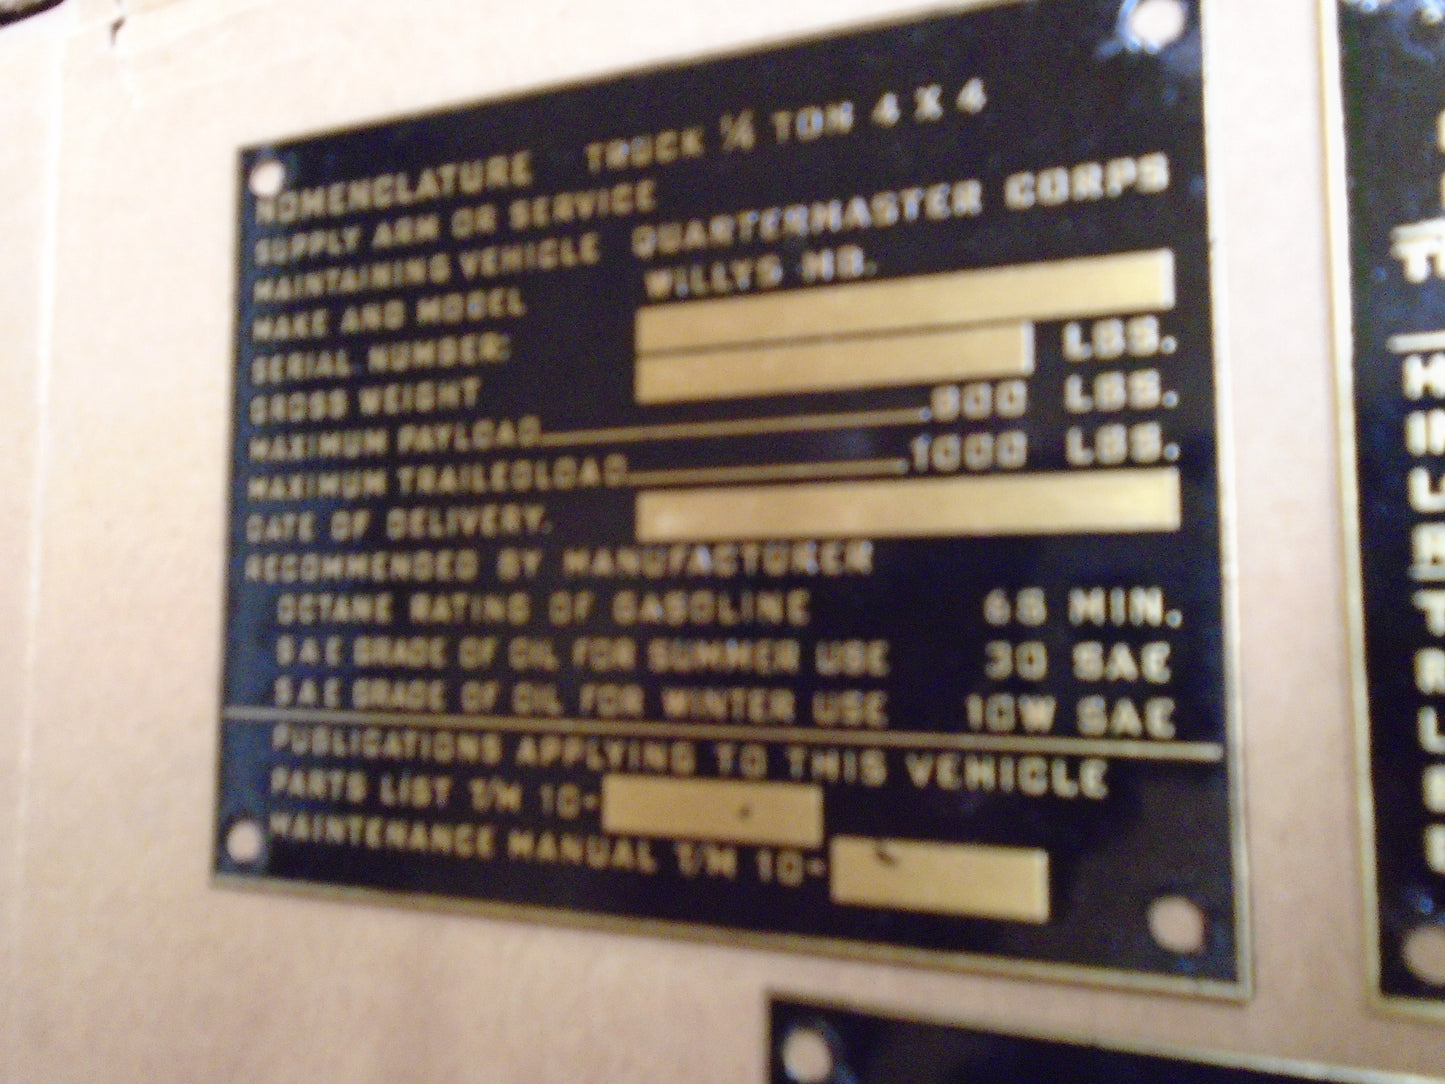 NOMENCLATURE TRUCK ¼ TON 4 X 4
SUPPLY ARM OR SERVICE
MAINTAINING VEHICLE QUARTERMASTER CORPS
MAKE AND MODEL WILLYS MB.
SERIAL NUMBER:
GROSS WEIGHT LBS.
MAXIMUM PAYLOAD .800 LBS.
MAXIMUM TRAILEDLOAD .1000 LBS.
DATE OF DELIVERY.
RECOMMENDED BY MANUFACTURER
OCTANE RATING OF GASOLINE 68 MIN.
SAE GRADE OF OIL FOR SUMMER USE 30 SAE
SAE GRADE OF OIL FOR WINTER USE 10W SAE
PUBLICATIONS APPLYING TO THIS VEHICLE
PARTS LIST T/M 10-
MAINTENANCE MANUAL T/M 10-